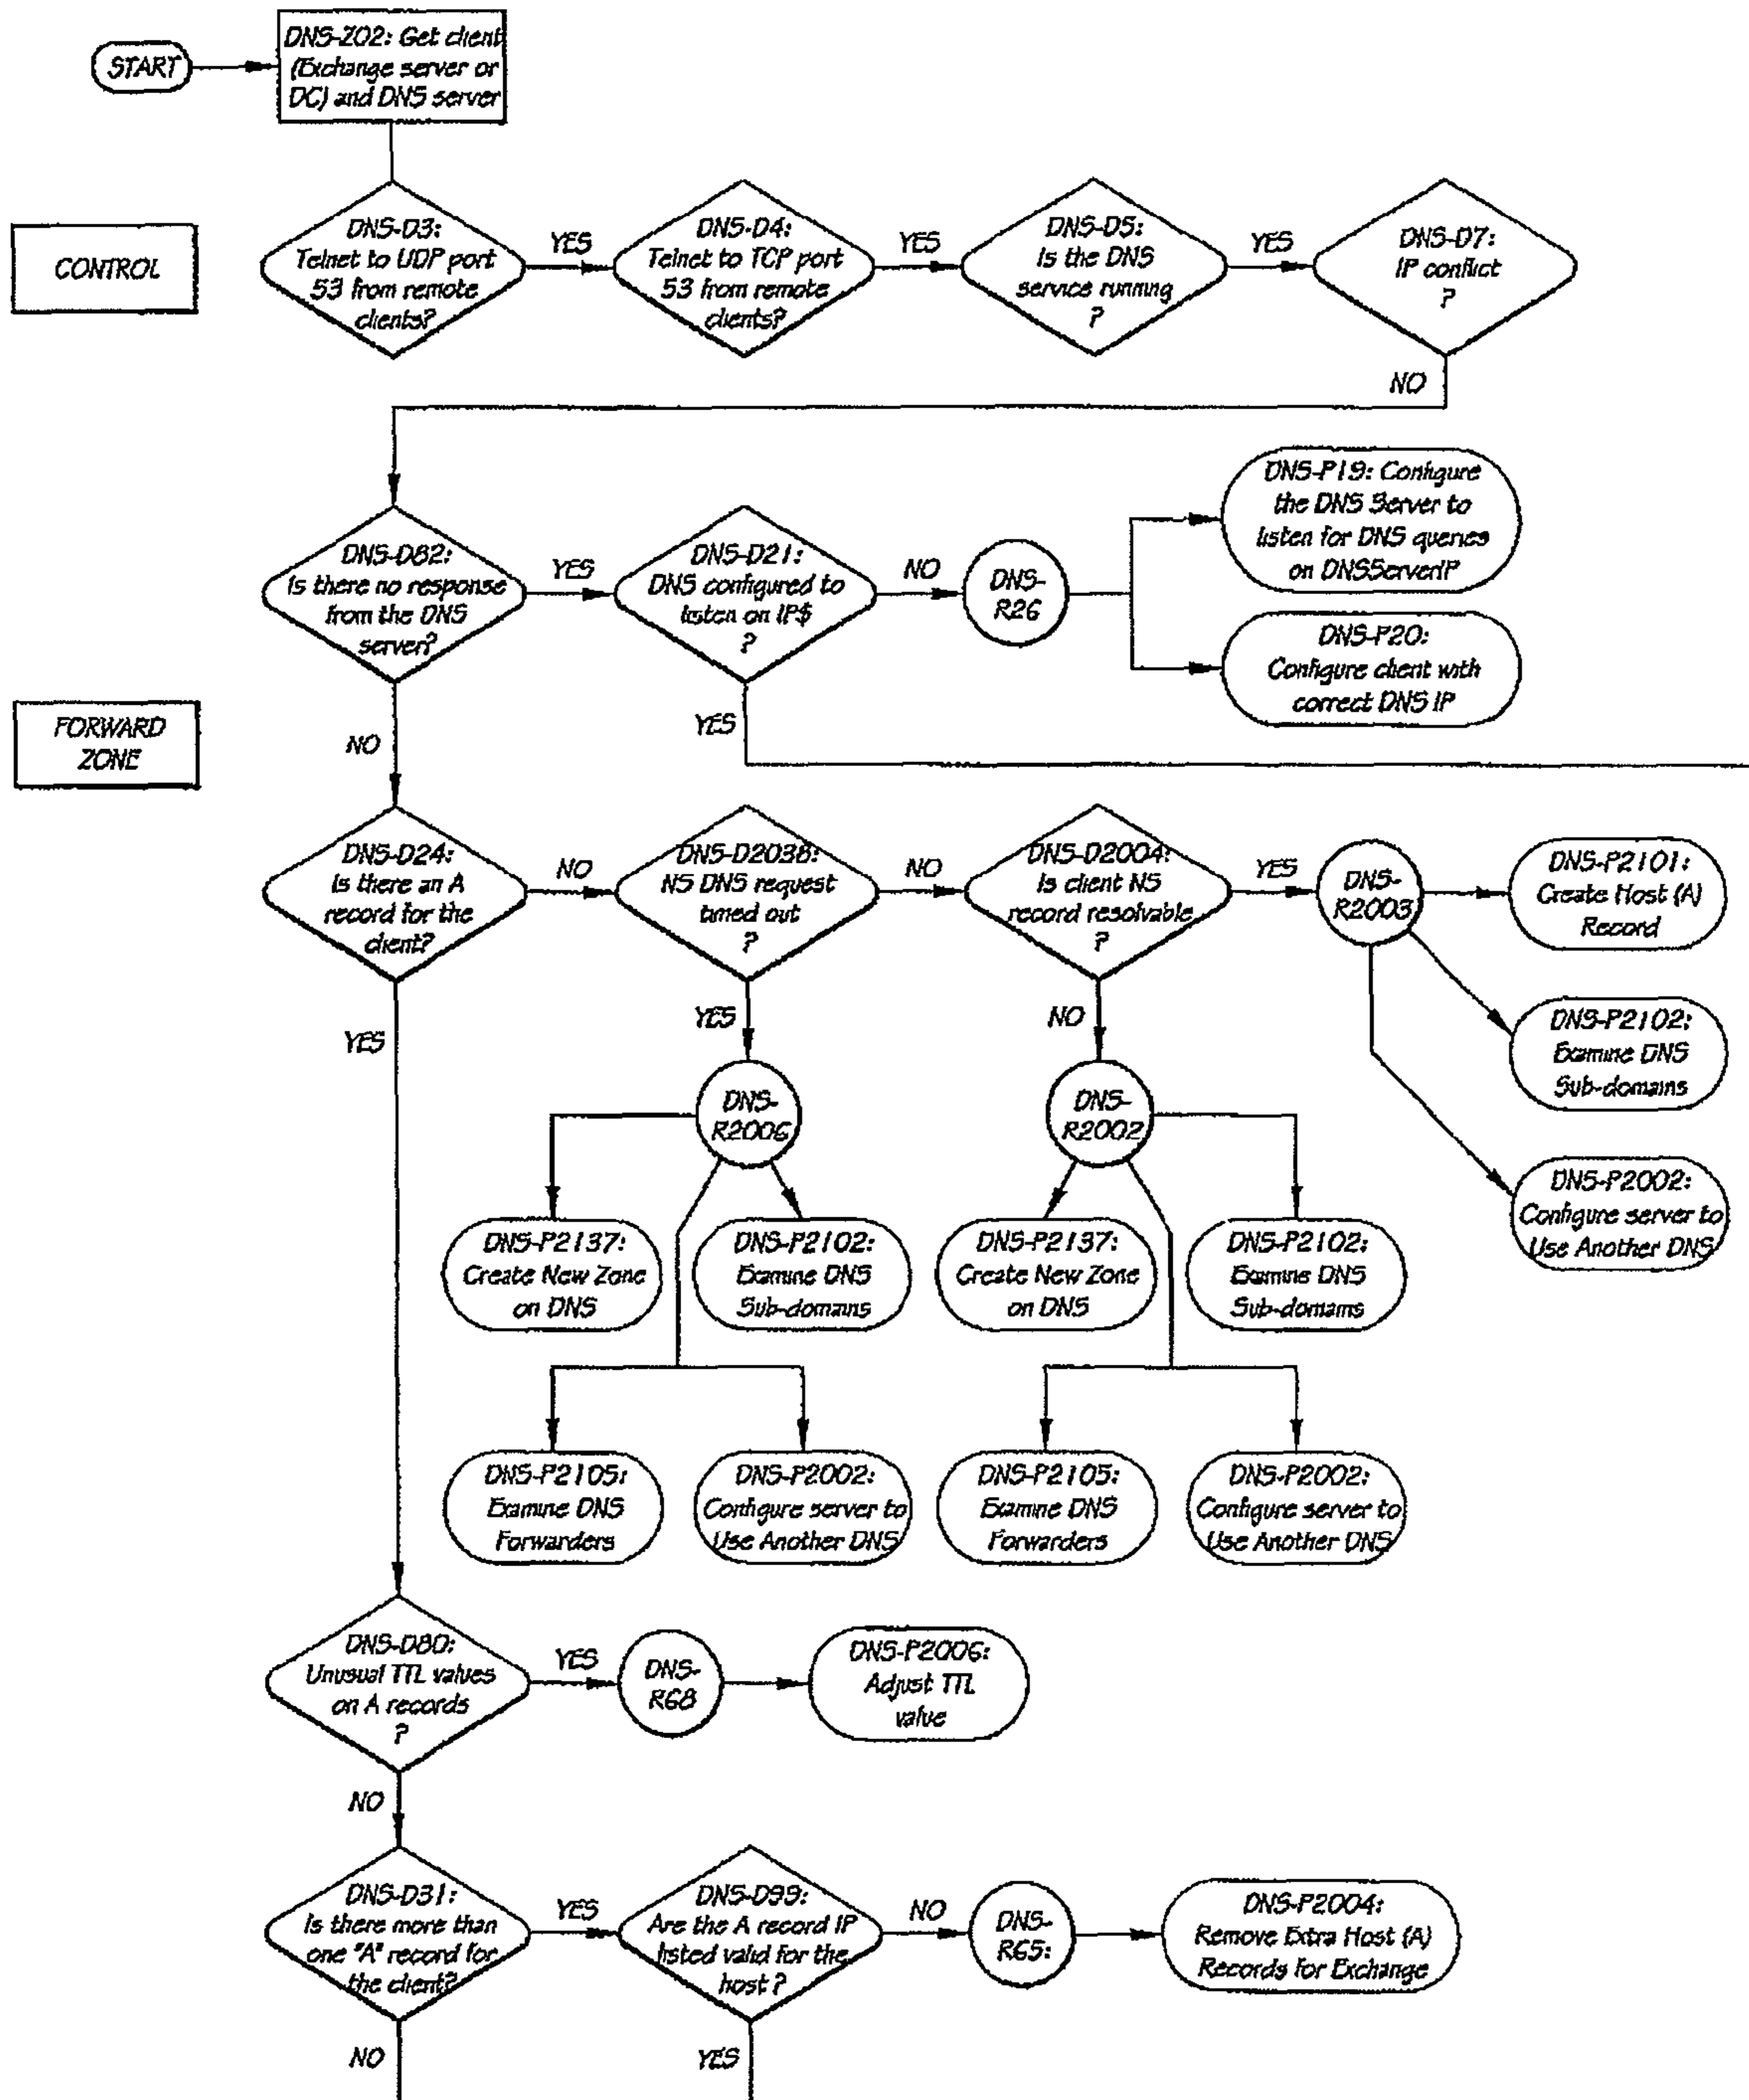 START
DNS-Z02: Get client
(Exchange server or
DC) and DNS server
CONTROL
DNS-D3:
Telnet to UDP port
53 from remote
clients?
YES
DNS-D4:
Telnet to TCP port
53 from remote
clients?
YES
DNS-D5:
Is the DNS
service running
?
YES
DNS-D7:
IP conflict
?
NO
DNS-D82:
Is there no response
from the DNS
server?
YES
DNS-D21:
DNS configured to
listen on IP$
?
NO
DNS-
R26
DNS-P19: Configure
the DNS Server to
listen for DNS queries
on DNSServerIP
DNS-P20:
Configure client with
correct DNS IP
FORWARD
ZONE
NO
YES
DNS-D24:
Is there an A
record for the
client?
NO
DNS-D2038:
NS DNS request
timed out
?
NO
DNS-D2004:
Is client NS
record resolvable
?
YES
DNS-
R2003
DNS-P2101:
Create Host (A)
Record
YES
YES
NO
DNS-P2102:
Examine DNS
Sub-domains
DNS-
R2006
DNS-
R2002
DNS-P2002:
Configure server to
Use Another DNS
DNS-P2137:
Create New Zone
on DNS
DNS-P2102:
Examine DNS
Sub-domains
DNS-P2137:
Create New Zone
on DNS
DNS-P2102:
Examine DNS
Sub-domains
DNS-P2105:
Examine DNS
Forwarders
DNS-P2002:
Configure server to
Use Another DNS
DNS-P2105:
Examine DNS
Forwarders
DNS-P2002:
Configure server to
Use Another DNS
DNS-D80:
Unusual TTL values
on A records
?
YES
DNS-
R68
DNS-P2006:
Adjust TTL
value
NO
DNS-D31:
Is there more than
one "A" record for
the client?
YES
DNS-D99:
Are the A record IP
listed valid for the
host ?
NO
DNS-
R65:
DNS-P2004:
Remove Extra Host (A)
Records for Exchange
NO
YES